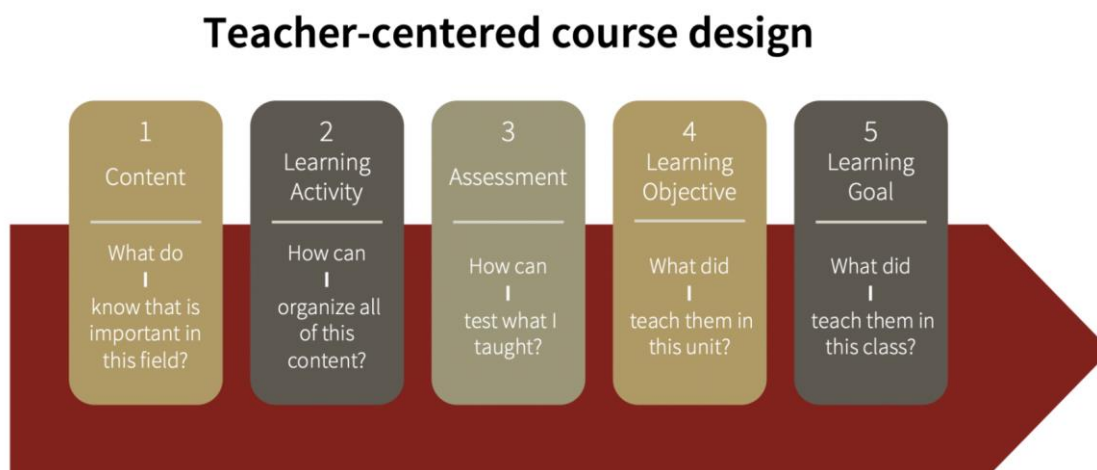 Teacher-centered course design
1
Content
What do
I
know that is
important in
this field?
2
Learning
Activity
How can
I
organize all
of this
content?
3
Assessment
How can
I
test what I
taught?
4
Learning
Objective
What did
I
teach them in
this unit?
5
Learning
Goal
What did
I
teach them in
this class?